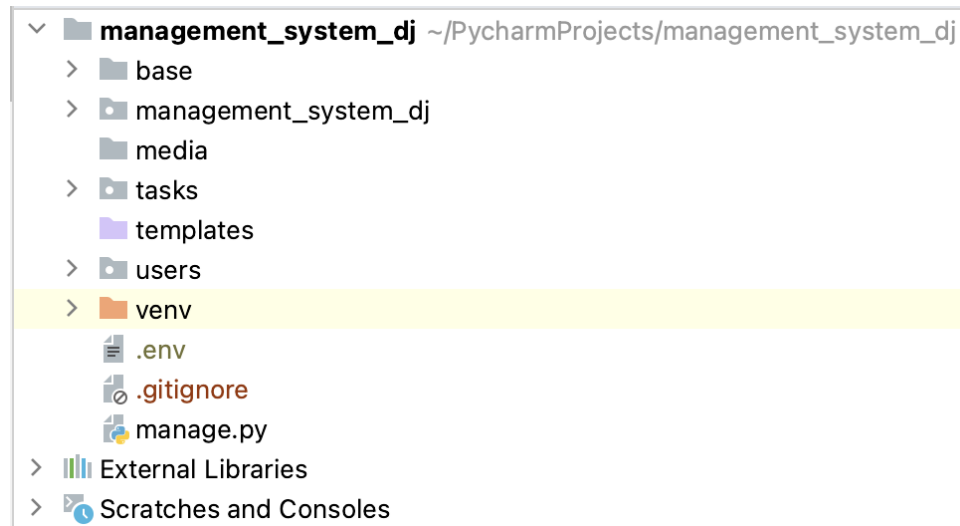 management_system_dj ~/PycharmProjects/management_system_dj
base
management_system_dj
media
tasks
templates
users
venv
.env
.gitignore
manage.py
External Libraries
Scratches and Consoles